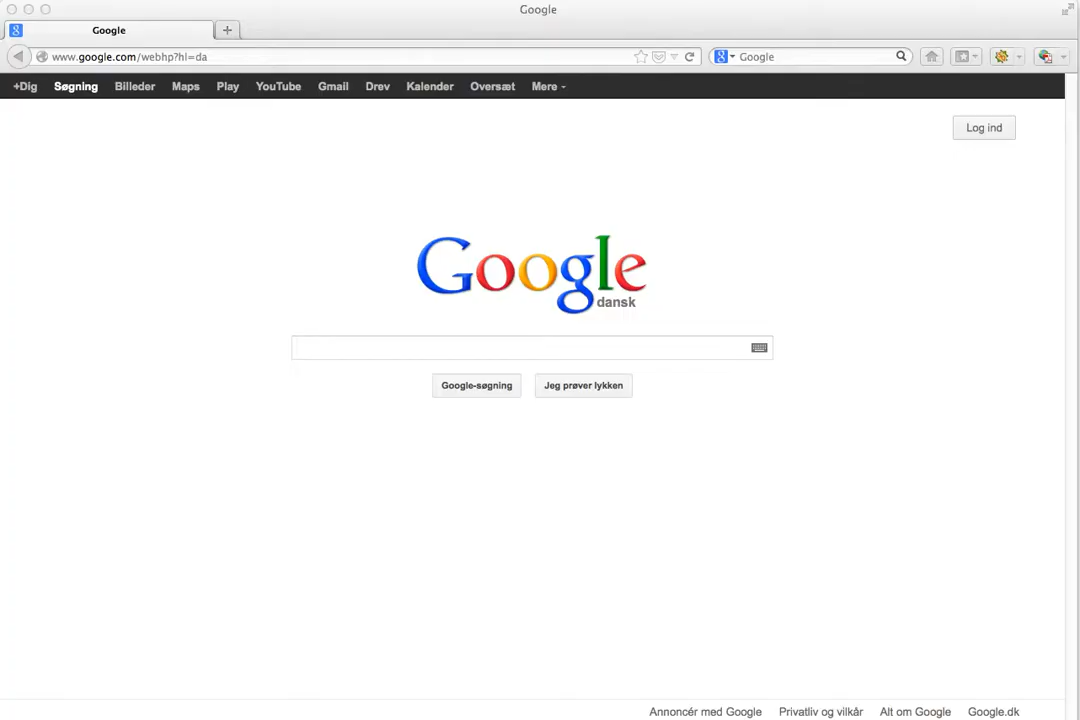 Google
Google
www.google.com/webhp?hl=da
Google
+Dig Søgning Billeder Maps Play YouTube Gmail Drev Kalender Oversæt Mere
Log ind
Google
dansk
Google-søgning Jeg prøver lykken
Annoncér med Google Privatliv og vilkår Alt om Google Google.dk